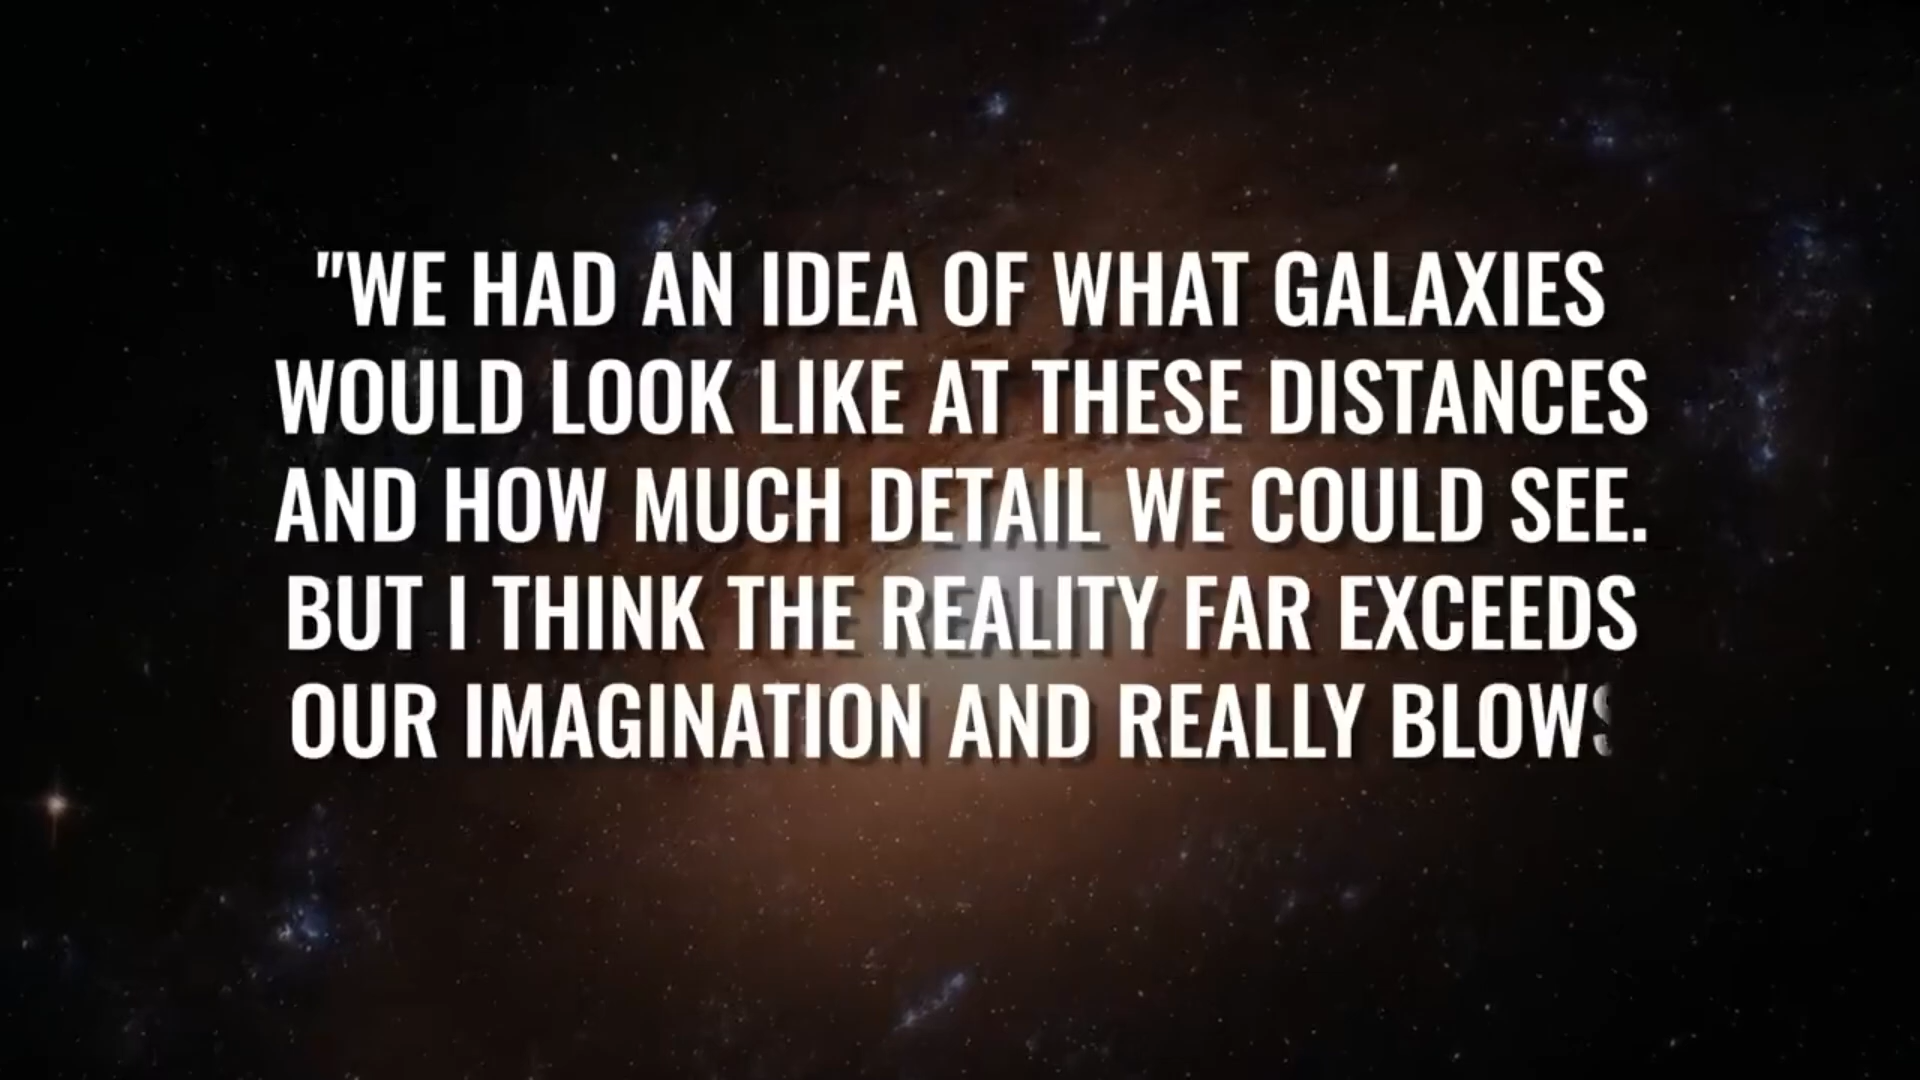 "WE HAD AN IDEA OF WHAT GALAXIES
WOULD LOOK LIKE AT THESE DISTANCES
AND HOW MUCH DETAIL WE COULD SEE.
BUT I THINK THE REALITY FAR EXCEEDS
OUR IMAGINATION AND REALLY BLOWS